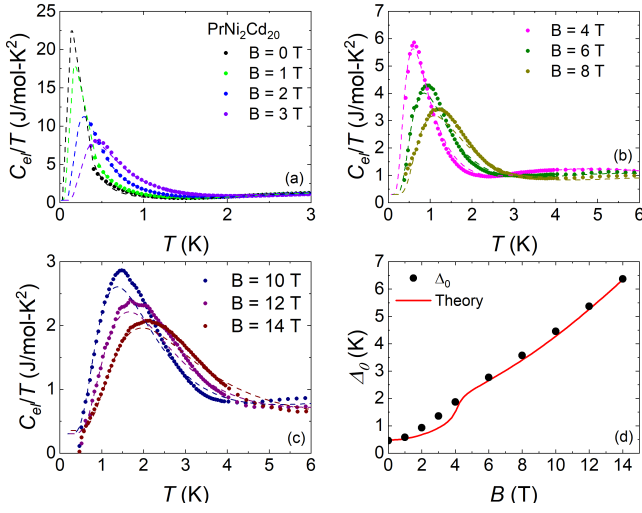 25
20
15
10
5
0
C_el/T (J/mol-K²)
PrNi₂Cd₂₀
B = 0 T
B = 1 T
B = 2 T
B = 3 T
(a)
0 1 2 3
T (K)
7
6
5
4
3
2
1
0
C_el/T (J/mol-K²)
B = 4 T
B = 6 T
B = 8 T
(b)
0 1 2 3 4 5 6
T (K)
3
2
1
0
C_el/T (J/mol-K²)
B = 10 T
B = 12 T
B = 14 T
(c)
0 1 2 3 4 5 6
T (K)
7
6
5
4
3
2
1
0
Δ₀ (K)
Δ₀
Theory
(d)
0 2 4 6 8 10 12 14
B (T)